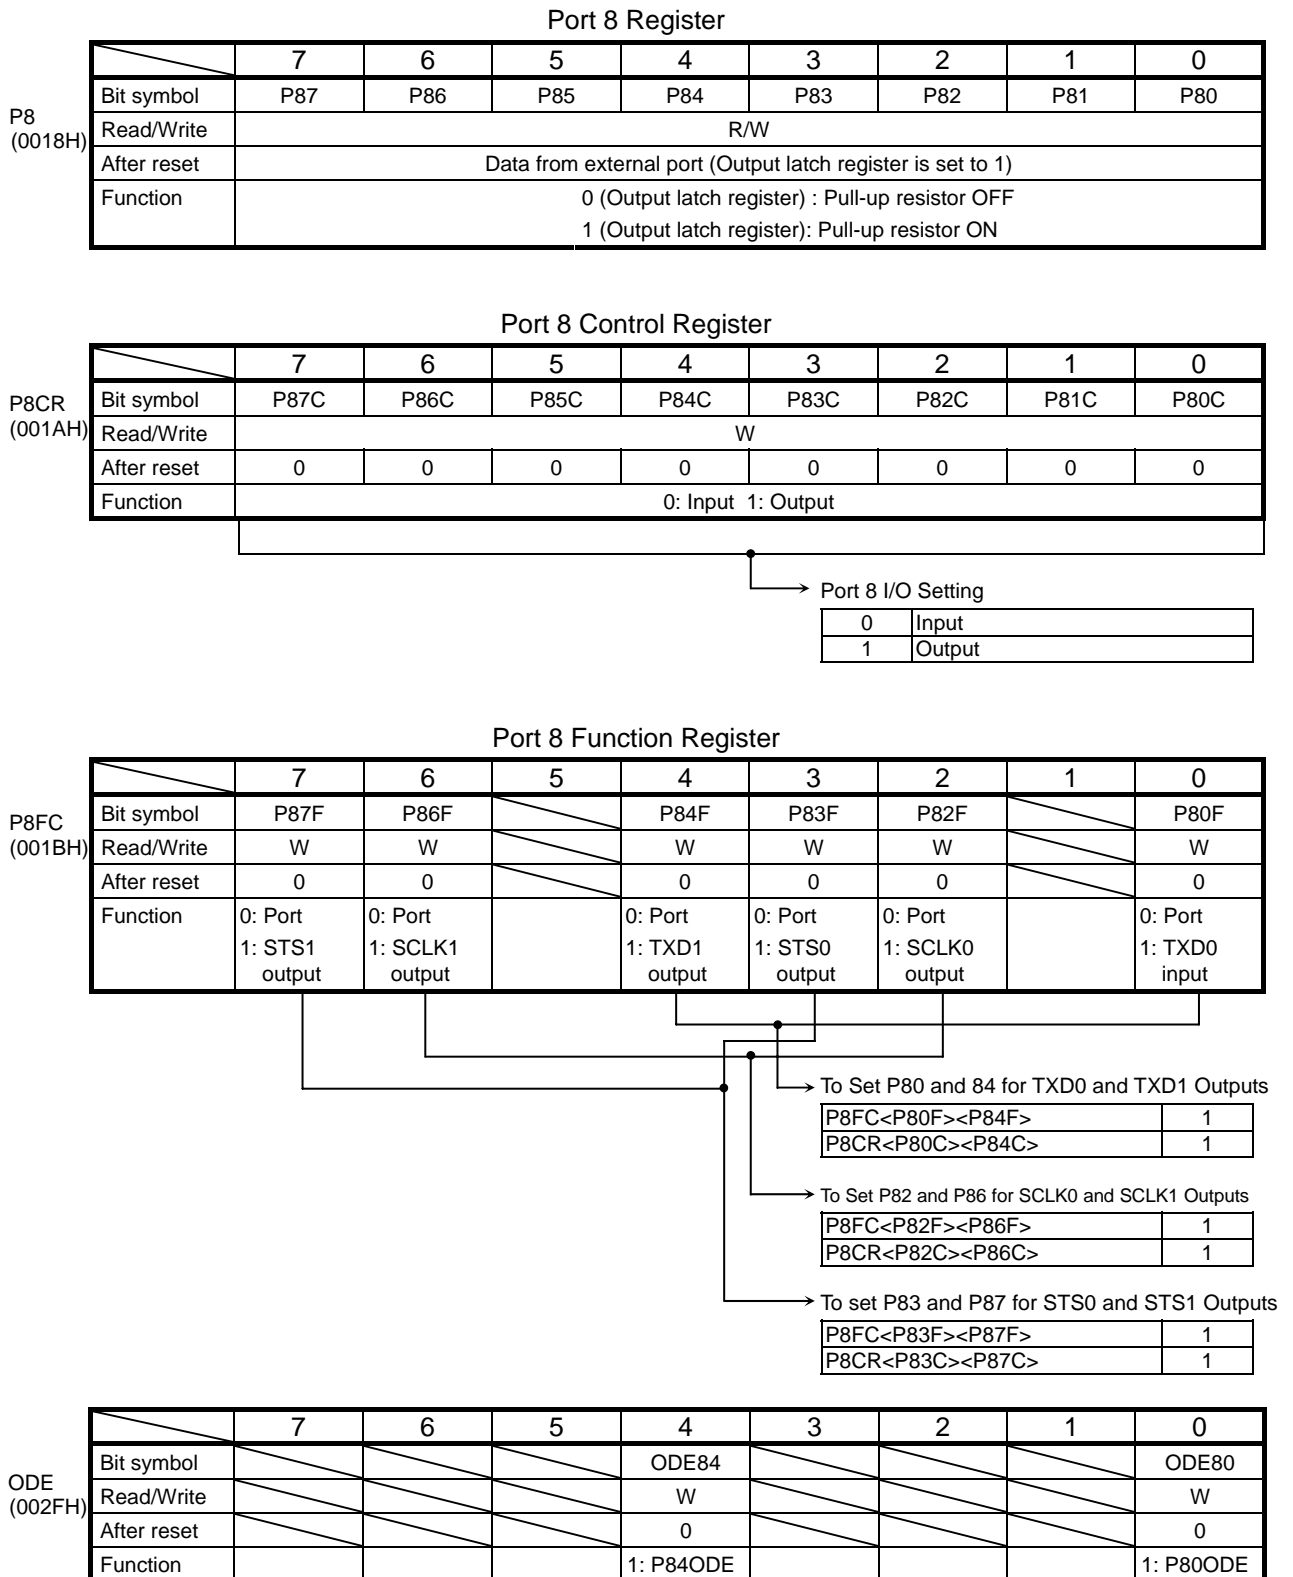 Port 8 Register
7 6 5 4 3 2 1 0
P8
(0018H)
Bit symbol P87 P86 P85 P84 P83 P82 P81 P80
Read/Write R/W
After reset Data from external port (Output latch register is set to 1)
Function 0 (Output latch register) : Pull-up resistor OFF
1 (Output latch register): Pull-up resistor ON
Port 8 Control Register
7 6 5 4 3 2 1 0
P8CR
(001AH)
Bit symbol P87C P86C P85C P84C P83C P82C P81C P80C
Read/Write W
After reset 0 0 0 0 0 0 0 0
Function 0: Input 1: Output
Port 8 I/O Setting
0 Input
1 Output
Port 8 Function Register
7 6 5 4 3 2 1 0
P8FC
(001BH)
Bit symbol P87F P86F P84F P83F P82F P80F
Read/Write W W W W W W
After reset 0 0 0 0 0 0
Function 0: Port 0: Port 0: Port 0: Port 0: Port 0: Port
1: STS1 1: SCLK1 1: TXD1 1: STS0 1: SCLK0 1: TXD0
output output output output output input
To Set P80 and 84 for TXD0 and TXD1 Outputs
P8FC<P80F><P84F> 1
P8CR<P80C><P84C> 1
To Set P82 and P86 for SCLK0 and SCLK1 Outputs
P8FC<P82F><P86F> 1
P8CR<P82C><P86C> 1
To set P83 and P87 for STS0 and STS1 Outputs
P8FC<P83F><P87F> 1
P8CR<P83C><P87C> 1
7 6 5 4 3 2 1 0
ODE
(002FH)
Bit symbol ODE84 ODE80
Read/Write W W
After reset 0 0
Function 1: P84ODE 1: P80ODE